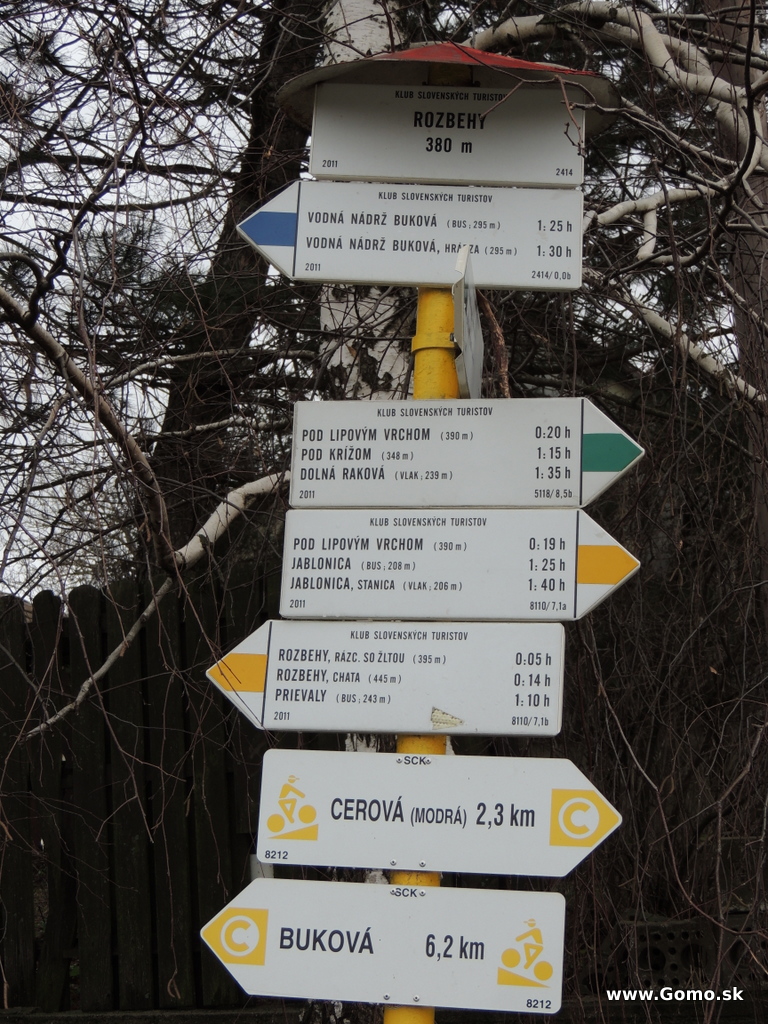 KLUB SLOVENSKÝCH TURISTOV
ROZBEHY
380 m
2011 2414
KLUB SLOVENSKÝCH TURISTOV
VODNÁ NÁDRŽ BUKOVÁ (BUS; 295 m) 1:25 h
VODNÁ NÁDRŽ BUKOVÁ, HRÁDZA (295 m) 1:30 h
2011 2414/0,0b
KLUB SLOVENSKÝCH TURISTOV
POD LIPOVÝM VRCHOM (390 m) 0:20 h
POD KRÍŽOM (348 m) 1:15 h
DOLNÁ RAKOVÁ (VLAK; 239 m) 1:35 h
2011 5118/8,5b
KLUB SLOVENSKÝCH TURISTOV
POD LIPOVÝM VRCHOM (390 m) 0:19 h
JABLONICA (BUS; 208 m) 1:25 h
JABLONICA, STANICA (VLAK; 206 m) 1:40 h
2011 8110/7,1a
KLUB SLOVENSKÝCH TURISTOV
ROZBEHY, RÁZC. SO ŽLTOU (395 m) 0:05 h
ROZBEHY, CHATA (445 m) 0:14 h
PRIEVALY (BUS; 243 m) 1:10 h
2011 8110/7,1b
SCK
CEROVÁ (MODRÁ) 2,3 km C
8212
SCK
C BUKOVÁ 6,2 km
8212
www.Gomo.sk